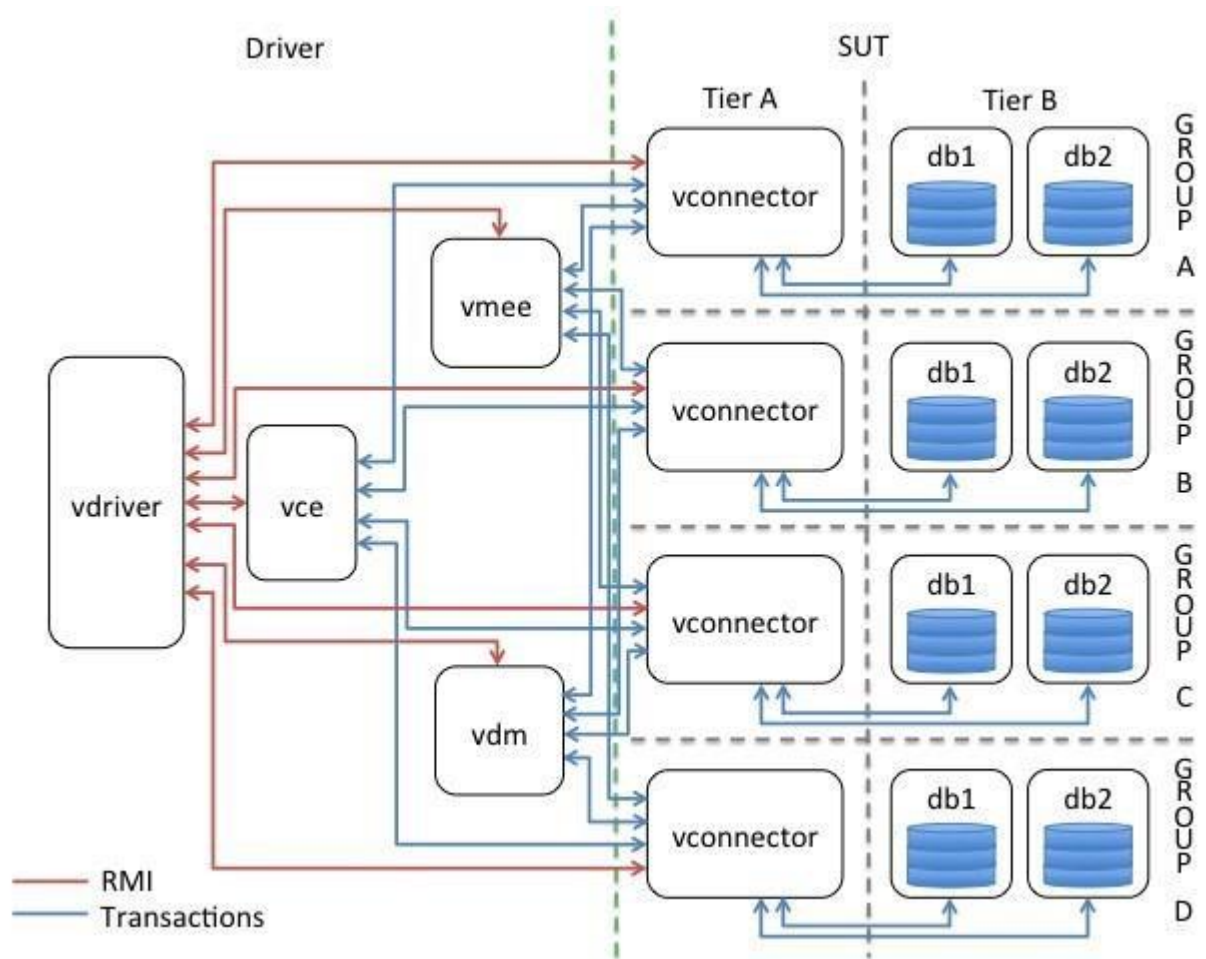 Driver
SUT
Tier A
Tier B
vconnector
db1
db2
GROUP A
vmee
vconnector
db1
db2
GROUP B
vdriver
vce
vconnector
db1
db2
GROUP C
vdm
vconnector
db1
db2
GROUP D
RMI
Transactions